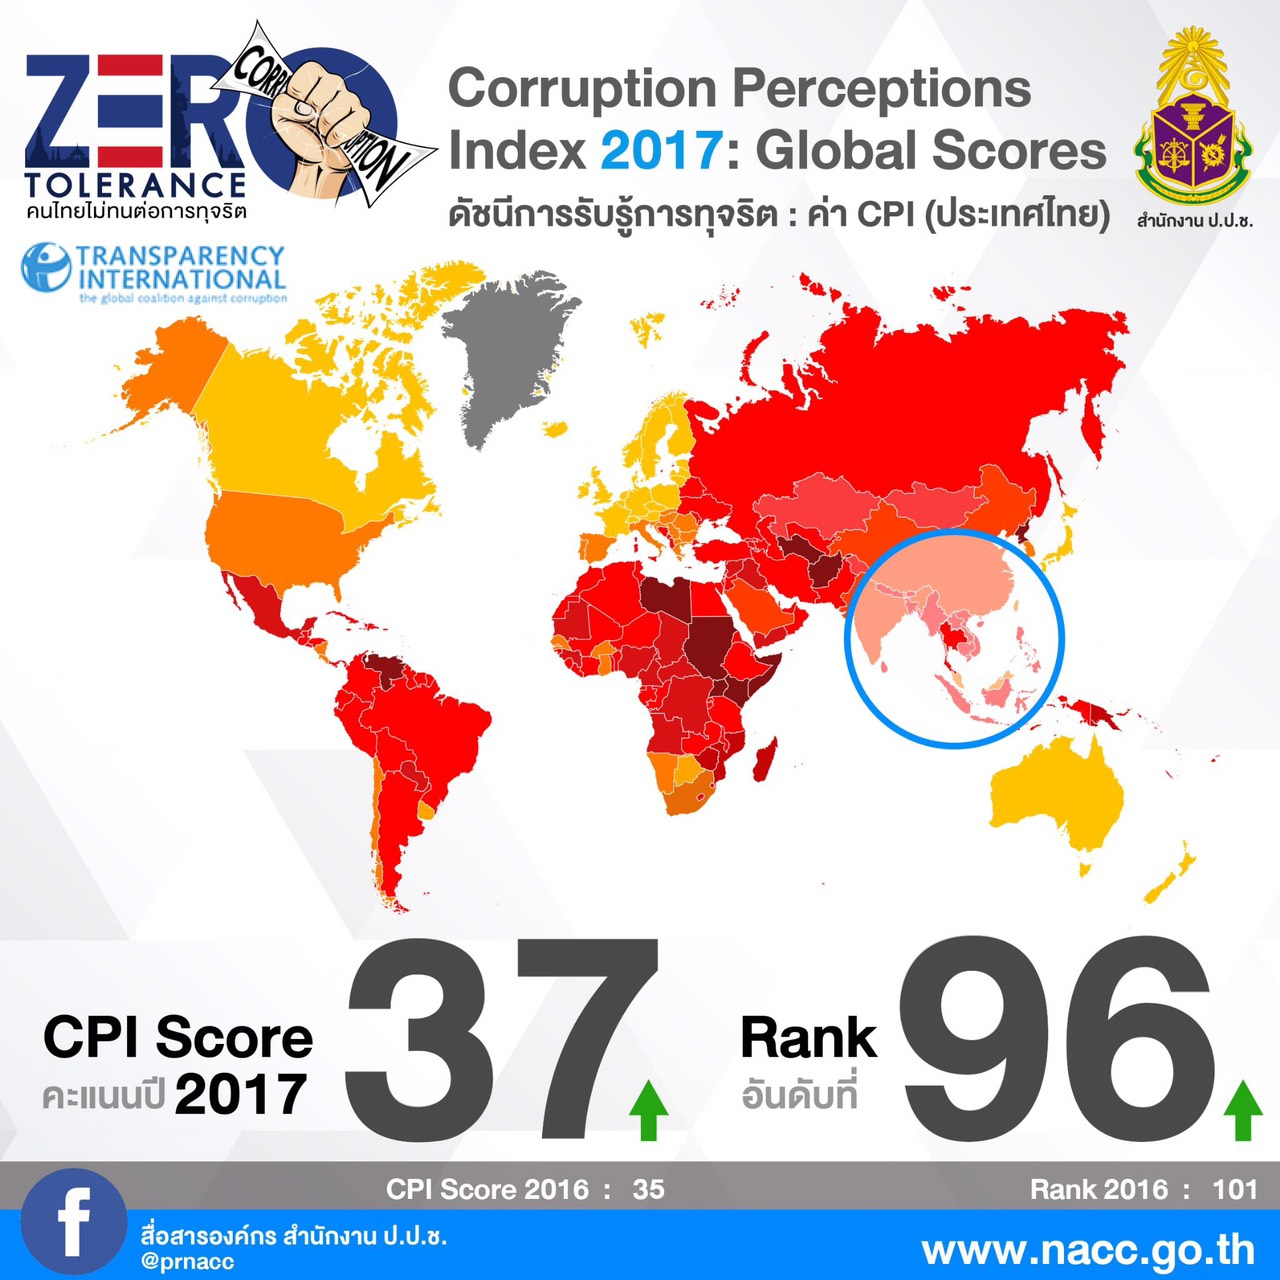 ZERO
CORRUPTION
TOLERANCE
คนไทยไม่ทนต่อการทุจริต
TRANSPARENCY
INTERNATIONAL
the global coalition against corruption
Corruption Perceptions
Index 2017: Global Scores
ดัชนีการรับรู้การทุจริต : ค่า CPI (ประเทศไทย)
สำนักงาน ป.ป.ช.
CPI Score
คะแนนปี 2017
37
Rank
อันดับที่
96
CPI Score 2016 : 35
Rank 2016 : 101
f
สื่อสารองค์กร สำนักงาน ป.ป.ช.
@prnacc
www.nacc.go.th